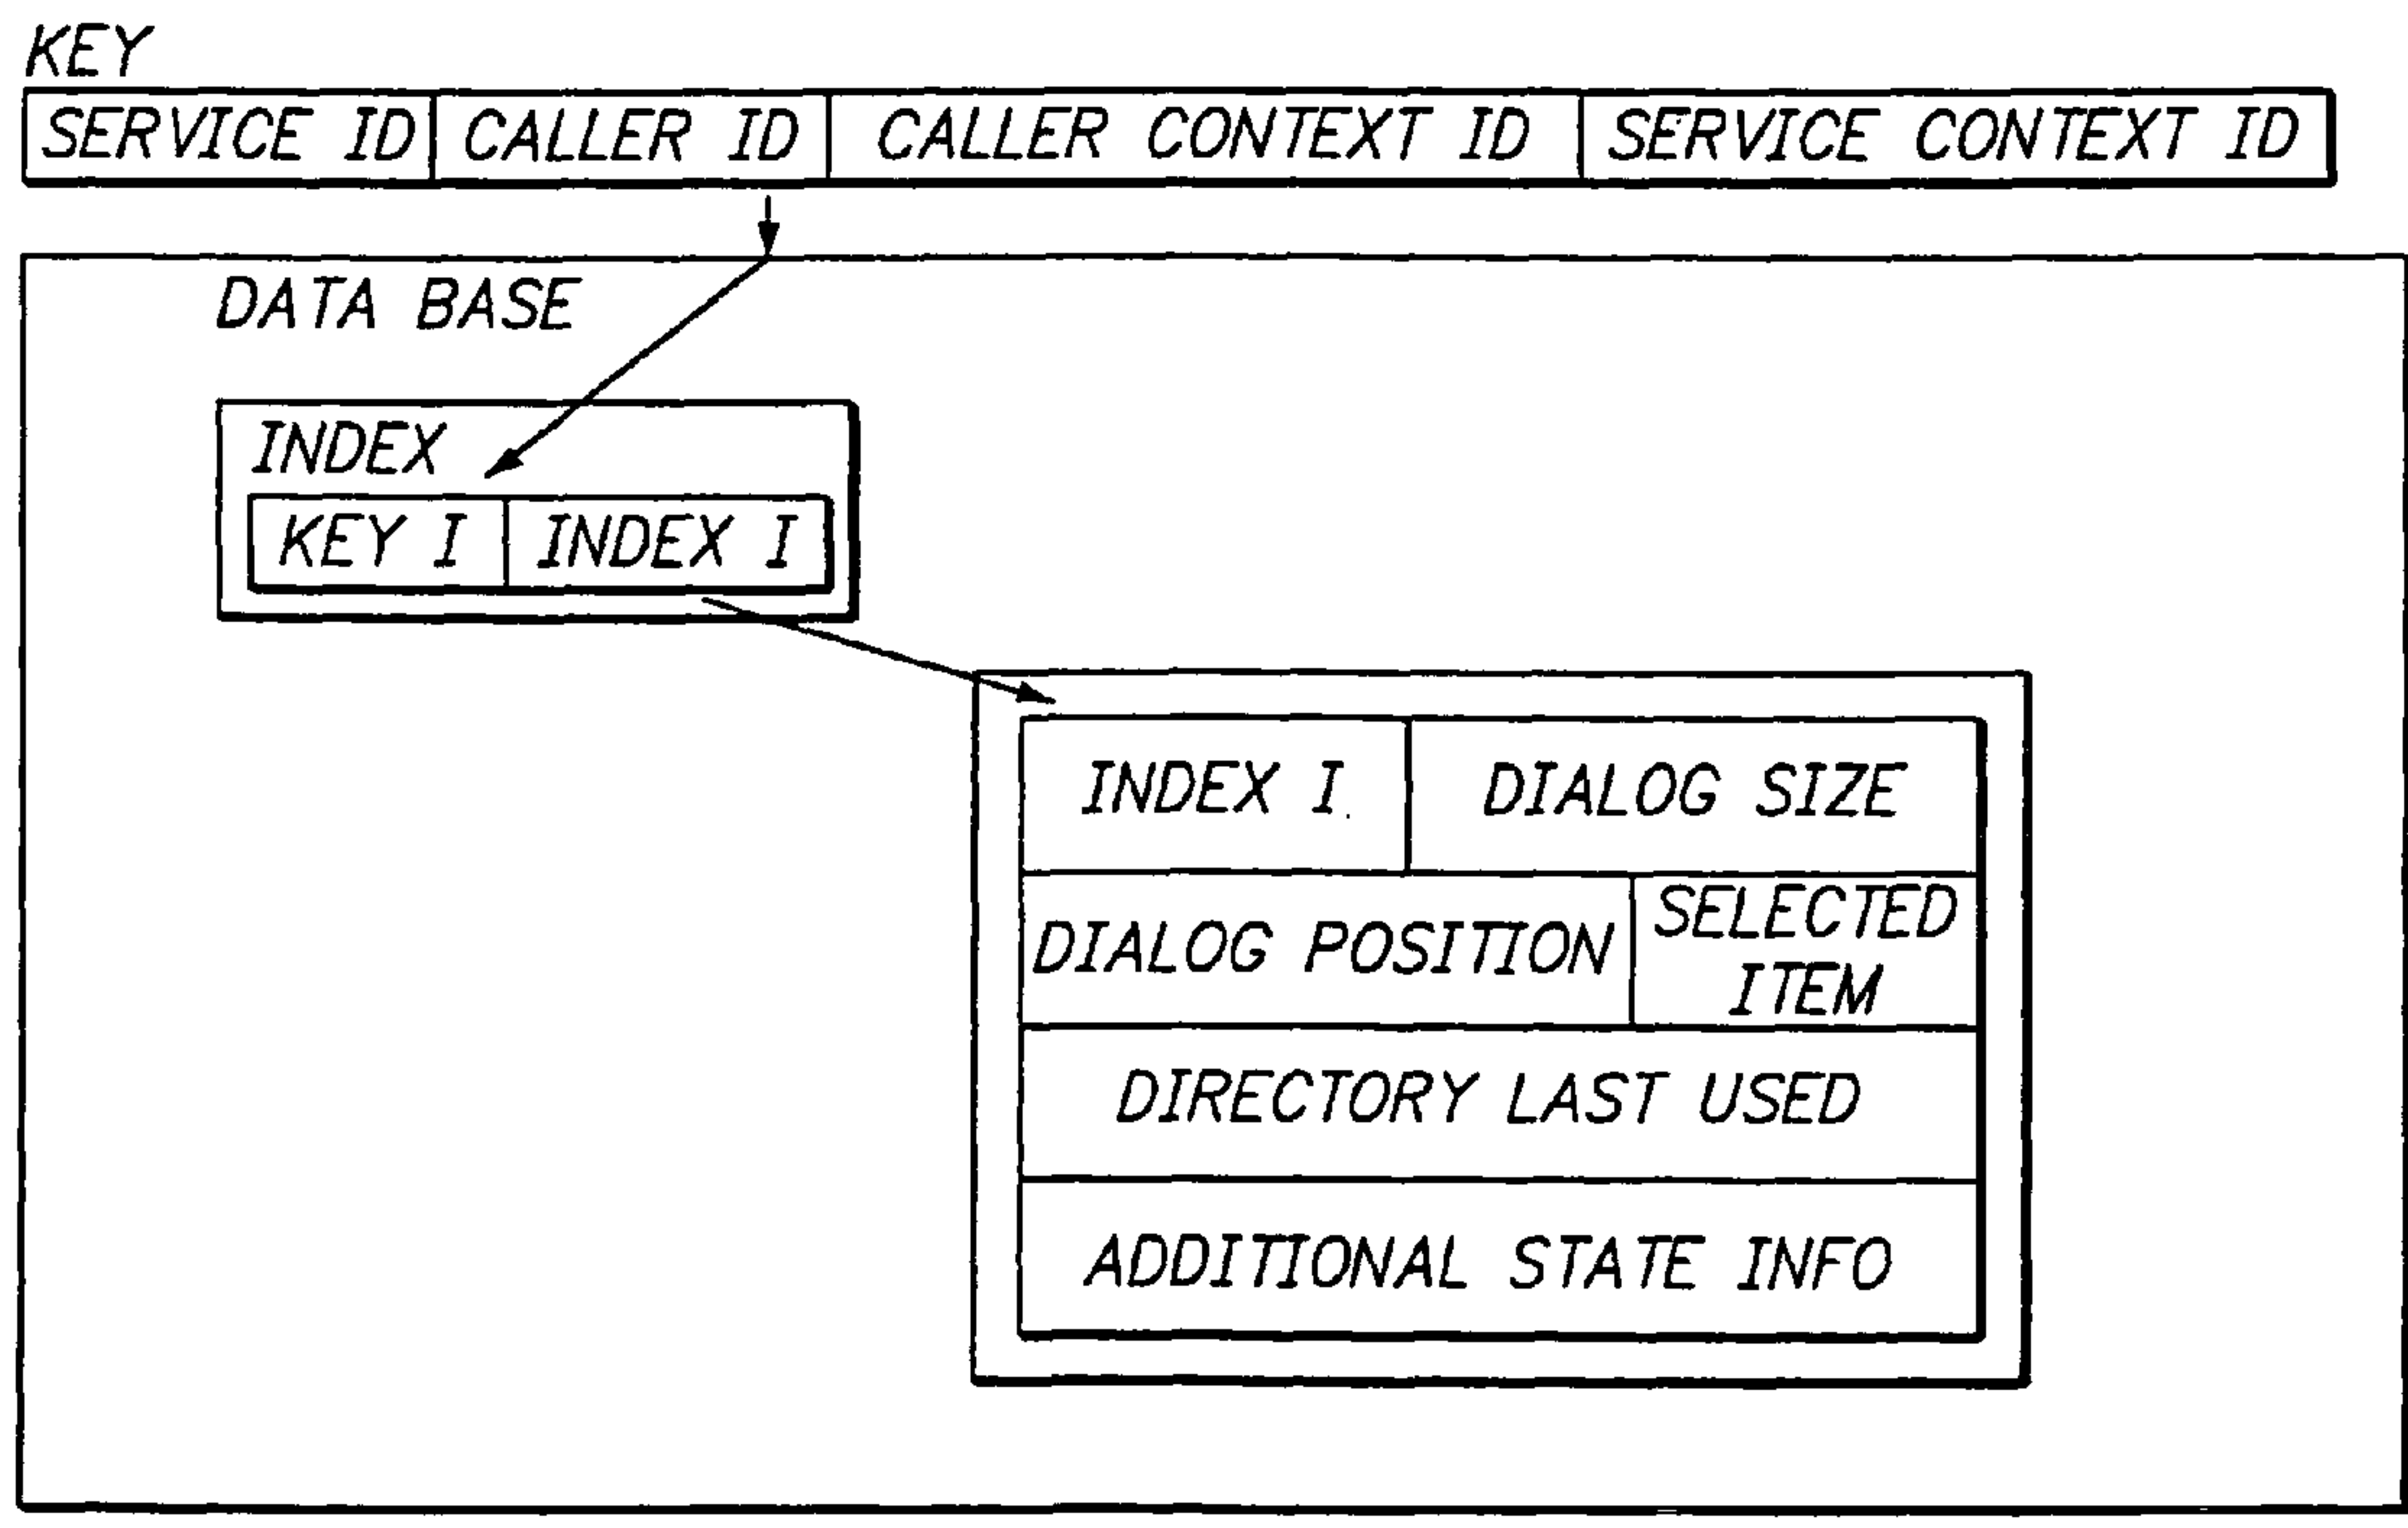 KEY
SERVICE ID CALLER ID CALLER CONTEXT ID SERVICE CONTEXT ID
DATA BASE
INDEX
KEY I INDEX I
INDEX I DIALOG SIZE
DIALOG POSITION SELECTED
ITEM
DIRECTORY LAST USED
ADDITIONAL STATE INFO